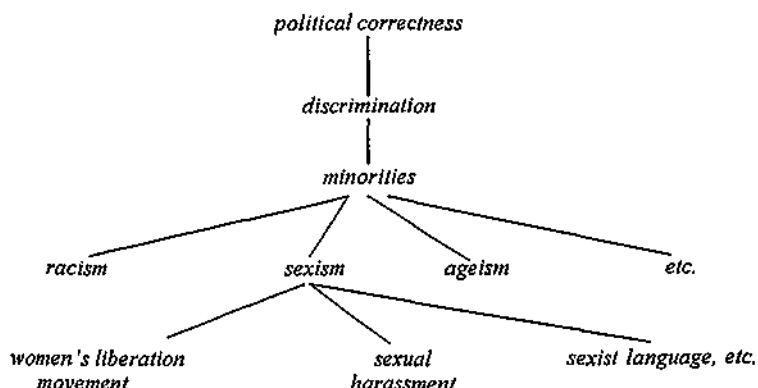 political correctness
discrimination
minorities
racism sexism ageism etc.
women's liberation sexual sexist language, etc.
movement harassment